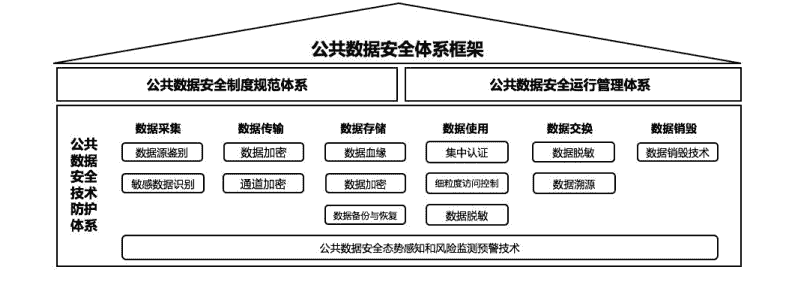 公共数据安全体系框架
公共数据安全制度规范体系 公共数据安全运行管理体系
公共
数据
安全
技术
防护
体系
数据采集 数据传输 数据存储 数据使用 数据交换 数据销毁
数据源鉴别 数据加密 数据血缘 集中认证 数据脱敏 数据销毁技术
敏感数据识别 通道加密 数据加密 细粒度访问控制 数据溯源
数据备份与恢复 数据脱敏
公共数据安全态势感知和风险监测预警技术